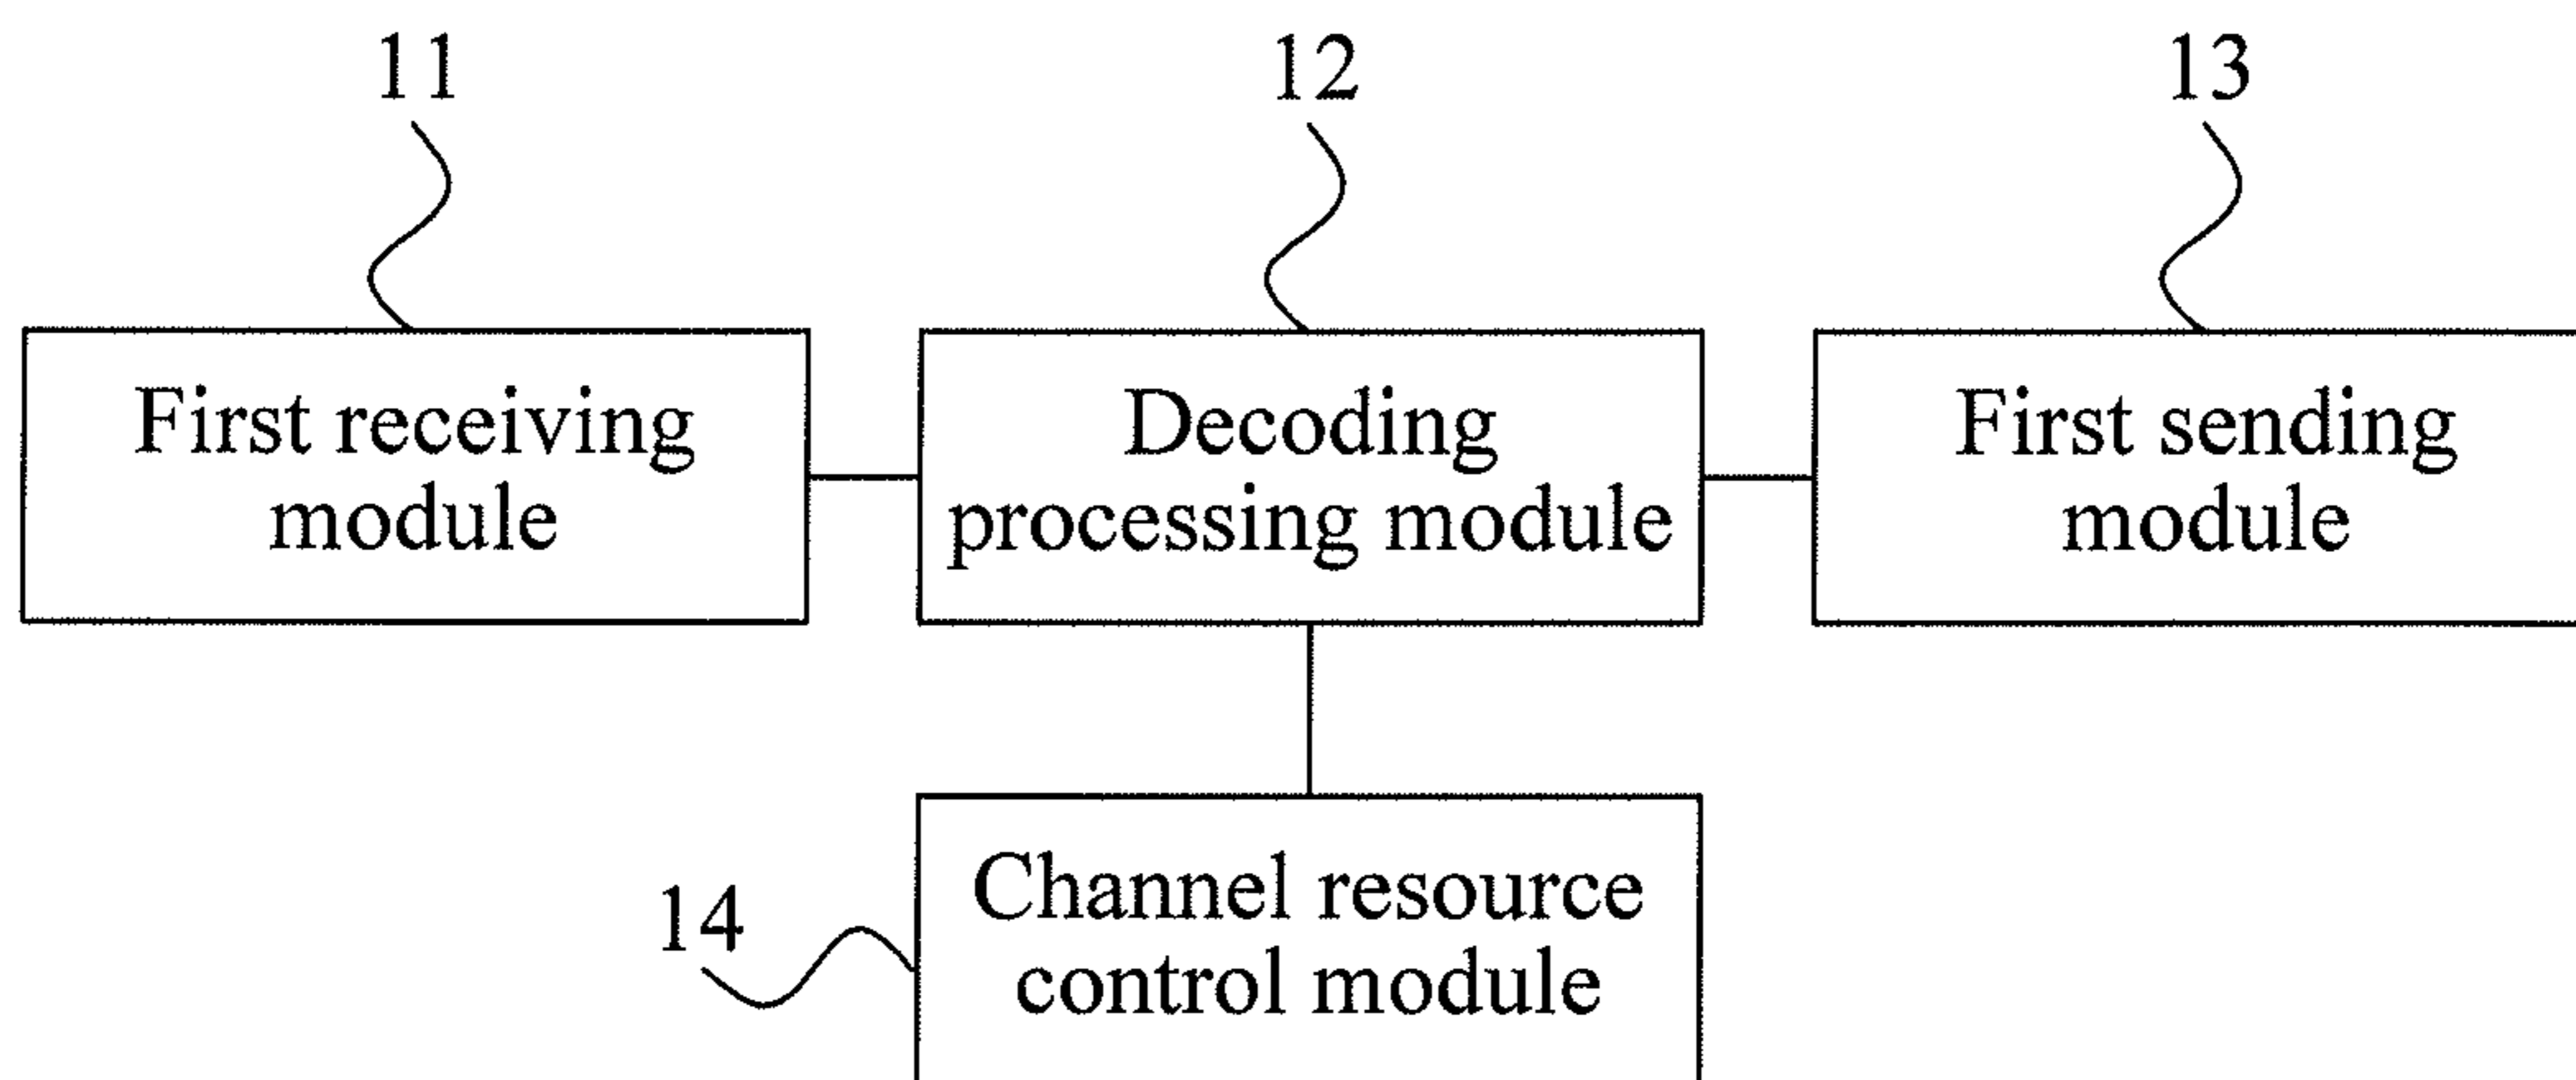 11
12
13
First receiving
module
Decoding
processing module
First sending
module
14
Channel resource
control module